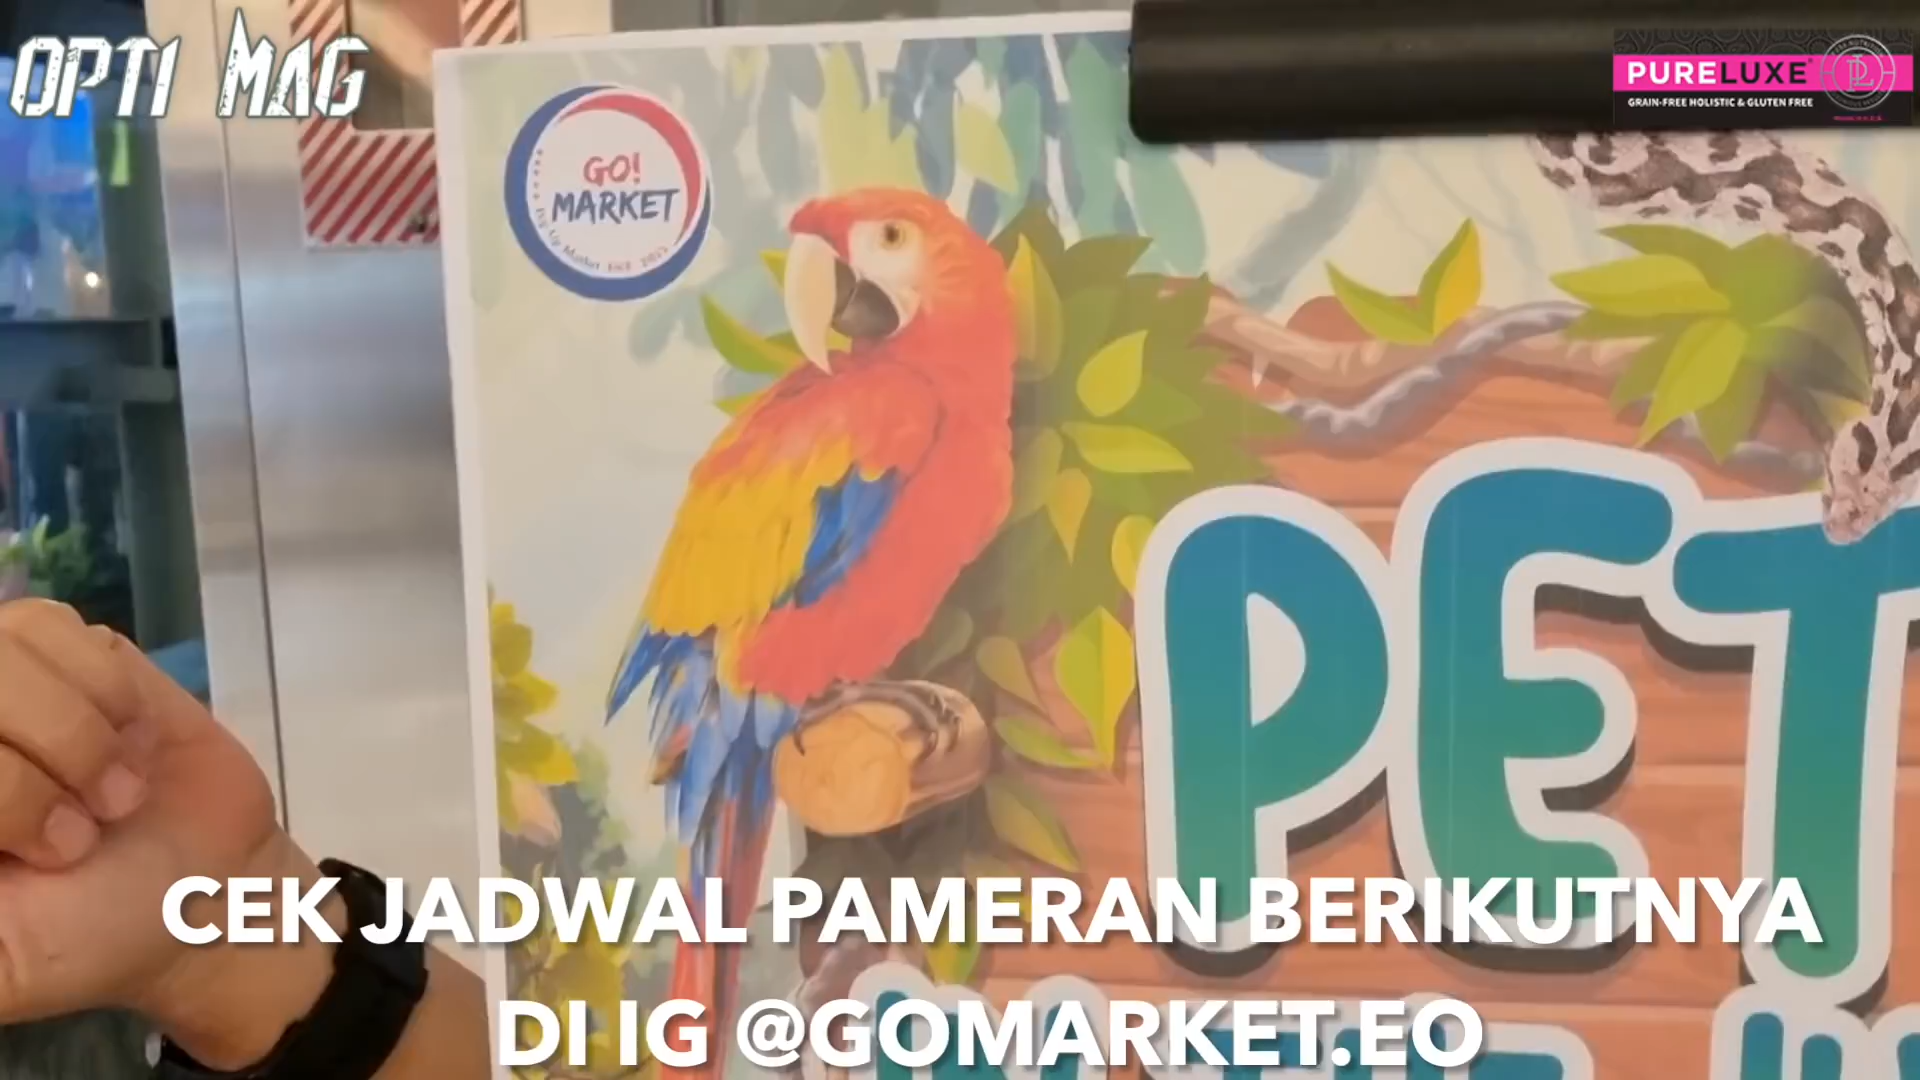 OPTI MAG
PURELUXE
GRAIN-FREE HOLISTIC & GLUTEN FREE
GO!
MARKET
PET
CEK JADWAL PAMERAN BERIKUTNYA
DI IG @GOMARKET.EO